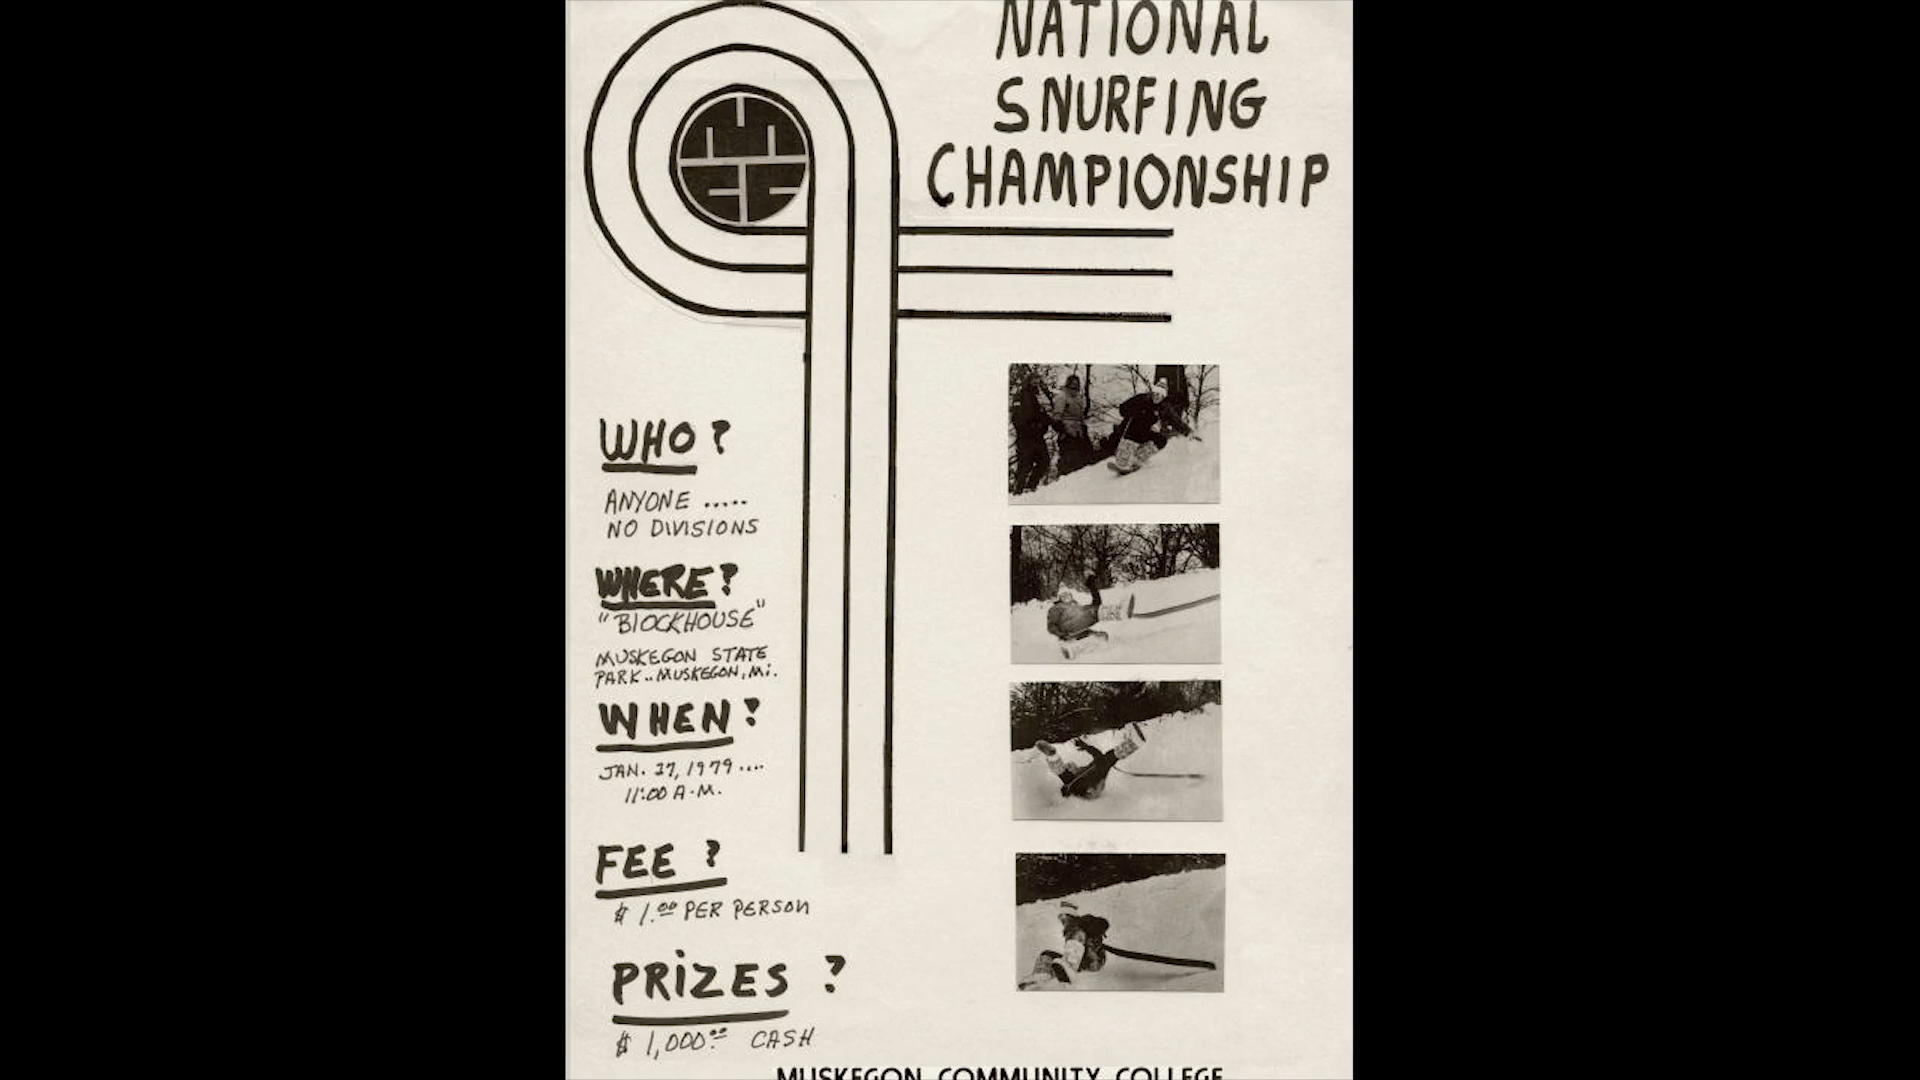 NATIONAL
SNURFING
CHAMPIONSHIP
WHO?
ANYONE .....
NO DIVISIONS
WHERE?
"BLOCKHOUSE"
MUSKEGON STATE
PARK.. MUSKEGON, Mi.
WHEN?
JAN. 27, 1979....
11:00 A.M.
FEE ?
$ 1.00 PER PERSON
PRIZES ?
$ 1,000.00 CASH
MUSKEGON COMMUNITY COLLEGE